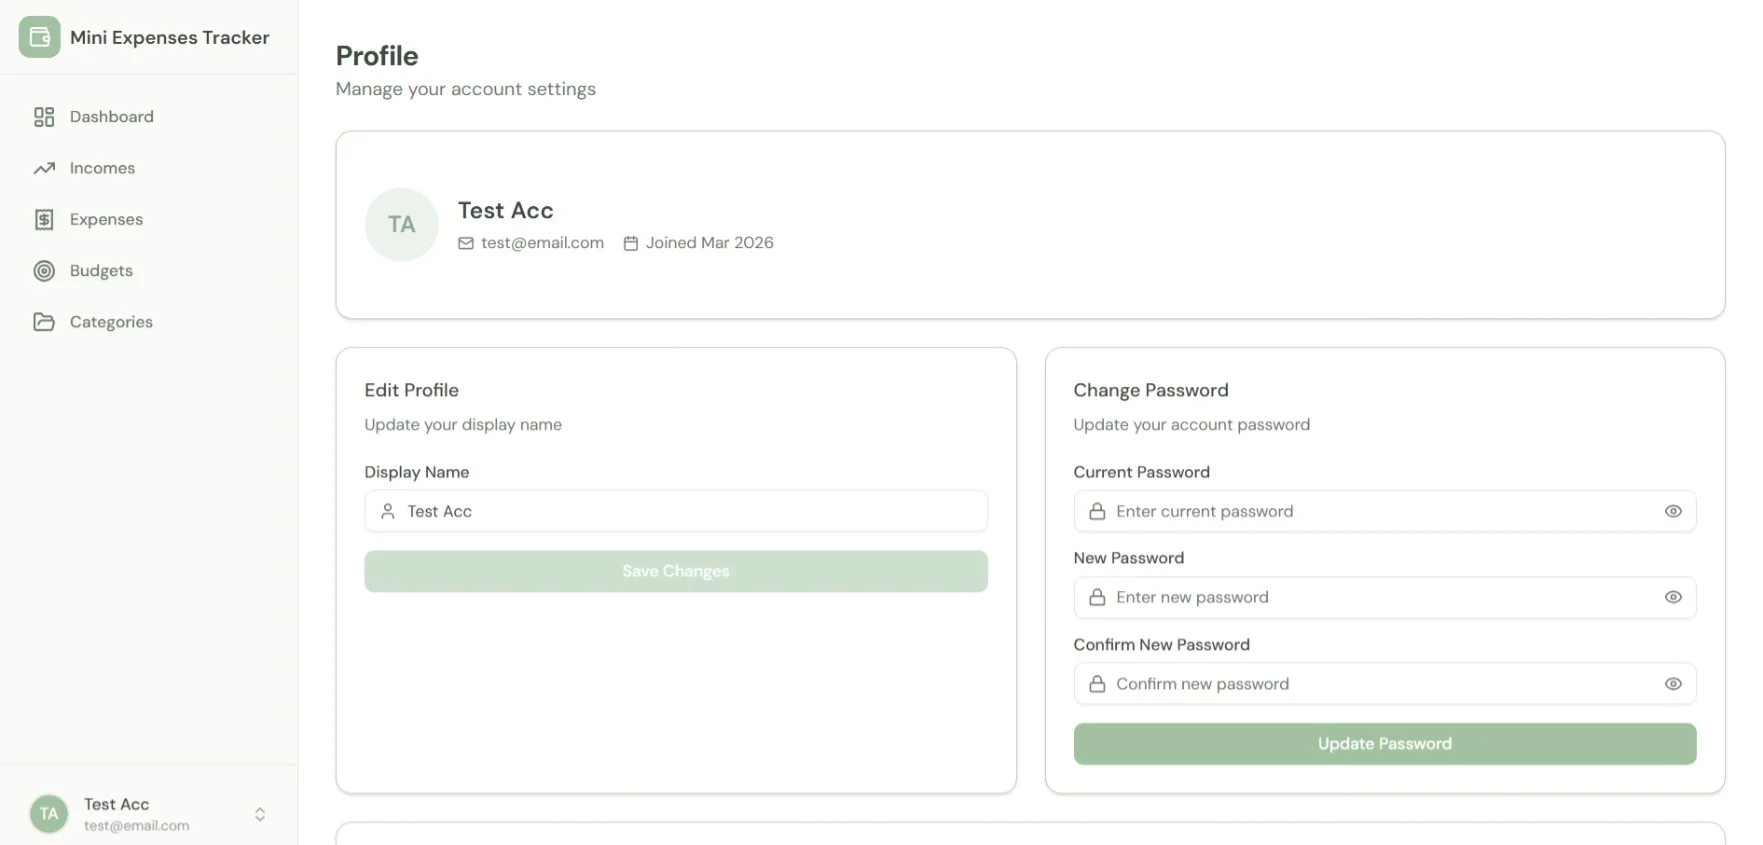 Mini Expenses Tracker
Dashboard
Incomes
Expenses
Budgets
Categories
TA
Test Acc
test@email.com
Profile
Manage your account settings
TA
Test Acc
test@email.com Joined Mar 2026
Edit Profile
Update your display name
Display Name
Test Acc
Save Changes
Change Password
Update your account password
Current Password
Enter current password
New Password
Enter new password
Confirm New Password
Confirm new password
Update Password